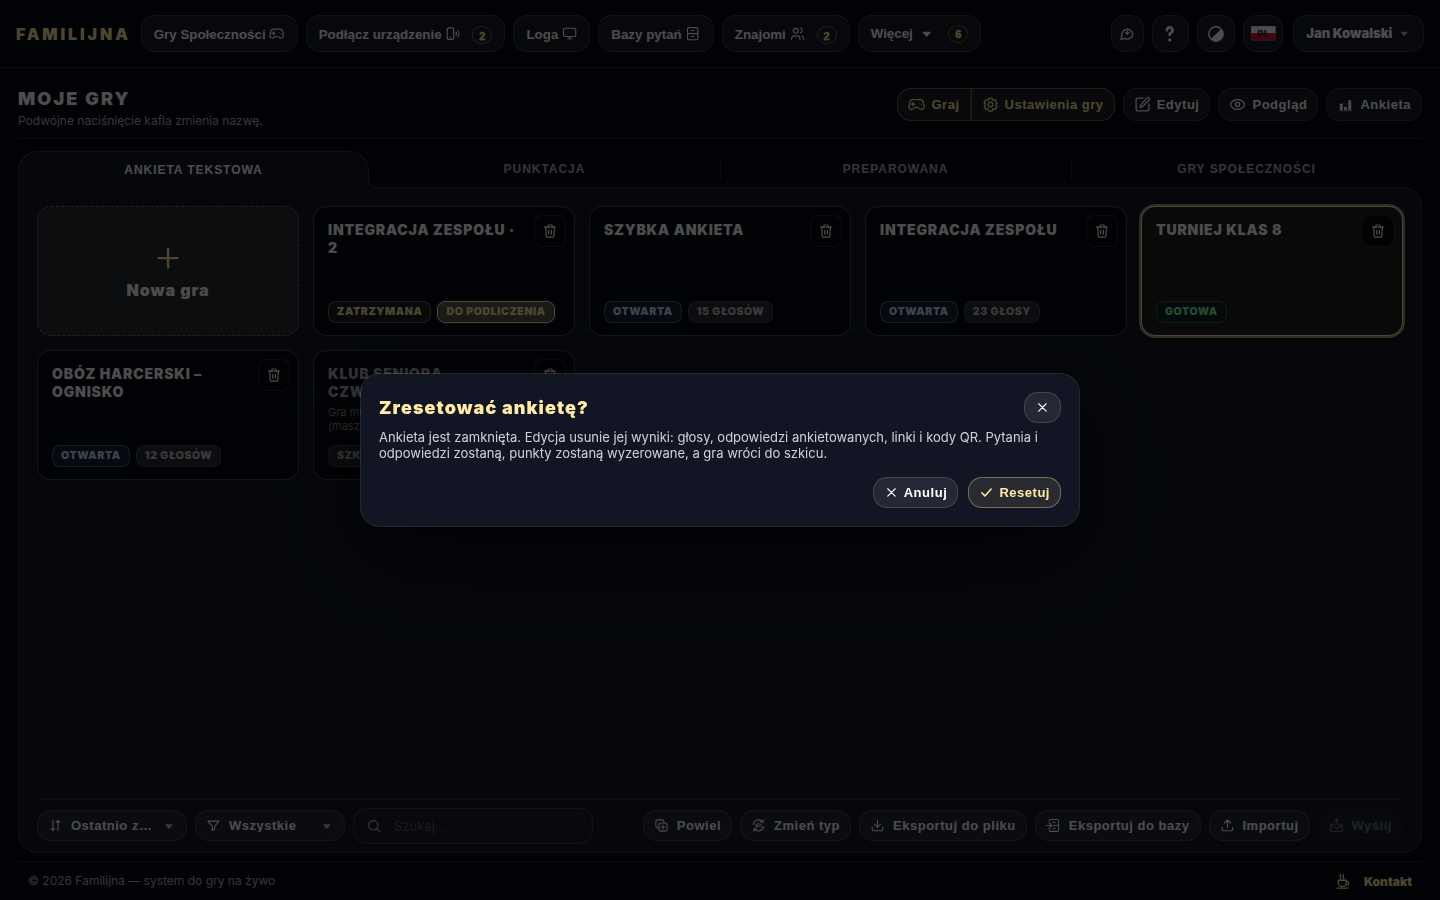 FAMILIJNA
Gry Społeczności
Podłącz urządzenie 2
Loga
Bazy pytań
Znajomi 2
Więcej 6
PL
Jan Kowalski
MOJE GRY
Podwójne naciśnięcie kafla zmienia nazwę.
Graj
Ustawienia gry
Edytuj
Podgląd
Ankieta
ANKIETA TEKSTOWA
PUNKTACJA
PREPAROWANA
GRY SPOŁECZNOŚCI
Nowa gra
INTEGRACJA ZESPOŁU ·
2
ZATRZYMANA
DO PODLICZENIA
SZYBKA ANKIETA
OTWARTA
15 GŁOSÓW
INTEGRACJA ZESPOŁU
OTWARTA
23 GŁOSY
TURNIEJ KLAS 8
GOTOWA
OBÓZ HARCERSKI –
OGNISKO
OTWARTA
12 GŁOSÓW
KLUB SENIORA
Zresetować ankietę?
Ankieta jest zamknięta. Edycja usunie jej wyniki: głosy, odpowiedzi ankietowanych, linki i kody QR. Pytania i
odpowiedzi zostaną, punkty zostaną wyzerowane, a gra wróci do szkicu.
Anuluj
Resetuj
Ostatnio z...
Wszystkie
Szukaj...
Powiel
Zmień typ
Eksportuj do pliku
Eksportuj do bazy
Importuj
Wyślij
© 2026 Familijna — system do gry na żywo
Kontakt